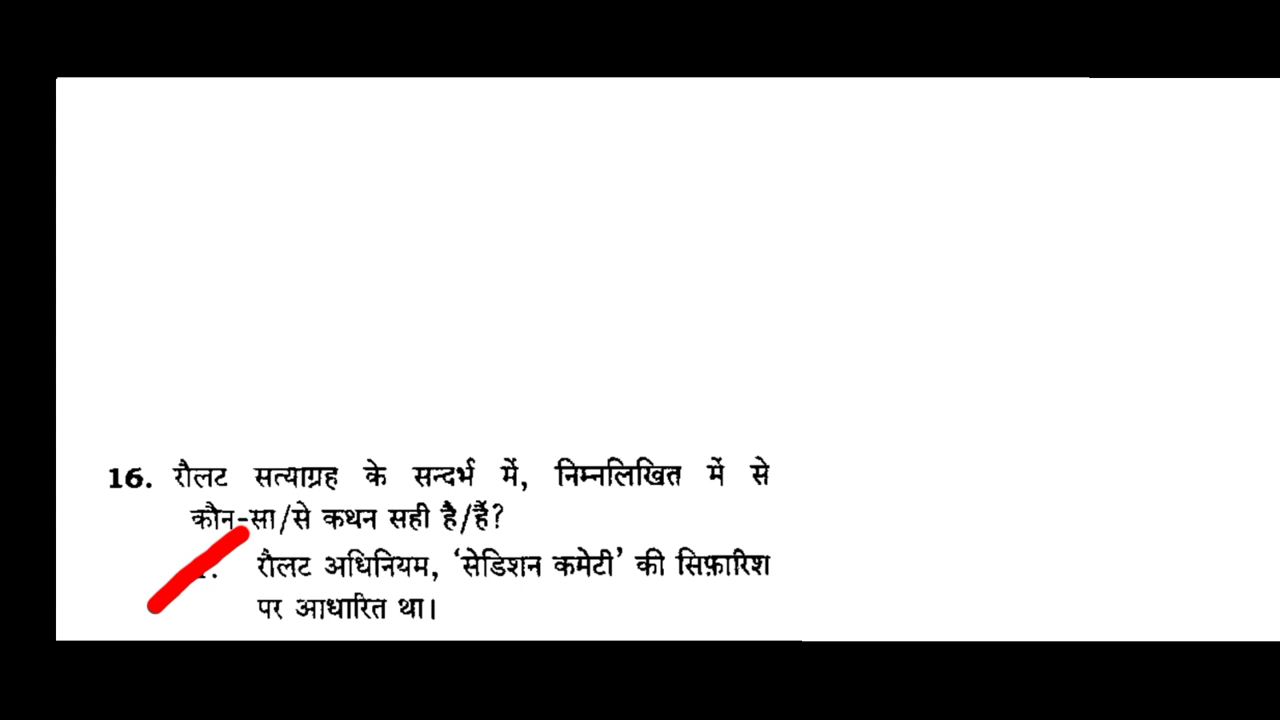 16. रौलट सत्याग्रह के सन्दर्भ में, निम्नलिखित में से
कौन-सा/से कथन सही है/हैं?
रौलट अधिनियम, ‘सेडिशन कमेटी’ की सिफ़ारिश
पर आधारित था।